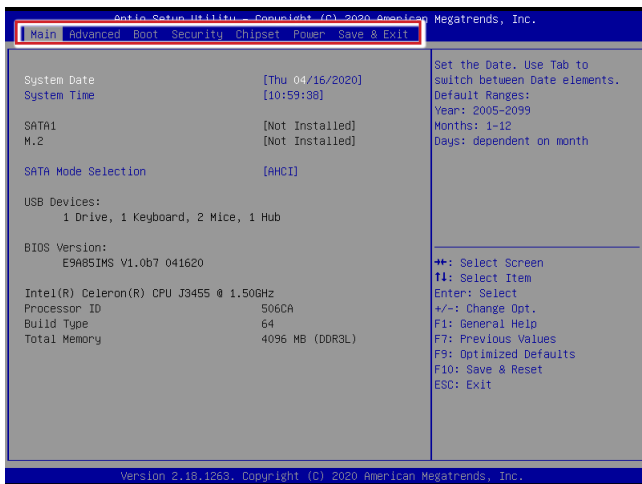 Aptio Setup Utility – Copyright (C) 2020 American Megatrends, Inc.
Main Advanced Boot Security Chipset Power Save & Exit
System Date [Thu 04/16/2020]
System Time [10:59:38]
SATA1 [Not Installed]
M.2 [Not Installed]
SATA Mode Selection [AHCI]
USB Devices:
1 Drive, 1 Keyboard, 2 Mice, 1 Hub
BIOS Version:
E9A85IMS V1.0b7 041620
Intel(R) Celeron(R) CPU J3455 @ 1.50GHz
Processor ID 506CA
Build Type 64
Total Memory 4096 MB (DDR3L)
Set the Date. Use Tab to
switch between Date elements.
Default Ranges:
Year: 2005-2099
Months: 1-12
Days: dependent on month
→←: Select Screen
↑↓: Select Item
Enter: Select
+/-: Change Opt.
F1: General Help
F7: Previous Values
F9: Optimized Defaults
F10: Save & Reset
ESC: Exit
Version 2.18.1263. Copyright (C) 2020 American Megatrends, Inc.